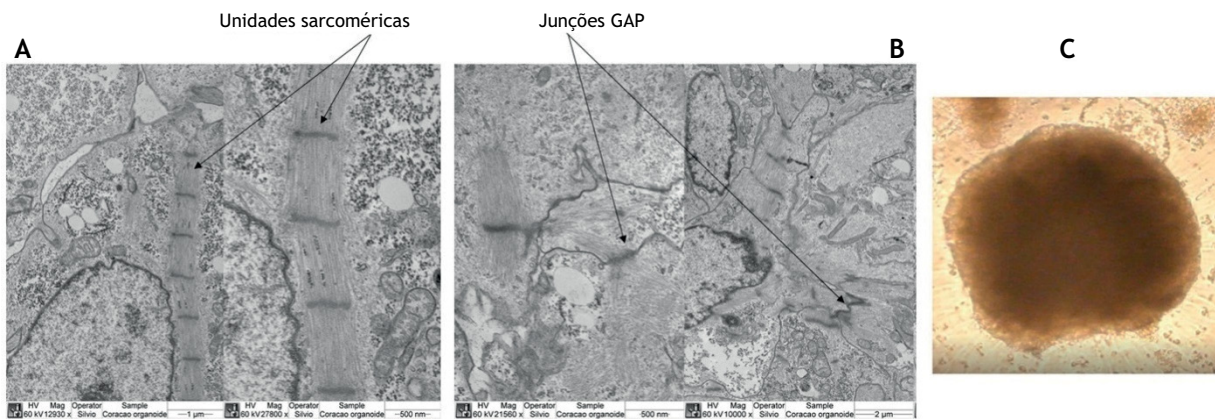 Unidades sarcoméricas
Junções GAP
A
B
C
HV Mag Operator Sample
60 kV 12930 x Silvio Coracao organoide 1 µm
HV Mag Operator Sample
60 kV 27800 x Silvio Coracao organoide 500 nm
HV Mag Operator Sample
60 kV 21560 x Silvio Coracao organoide 500 nm
HV Mag Operator Sample
60 kV 10000 x Silvio Coracao organoide 2 µm